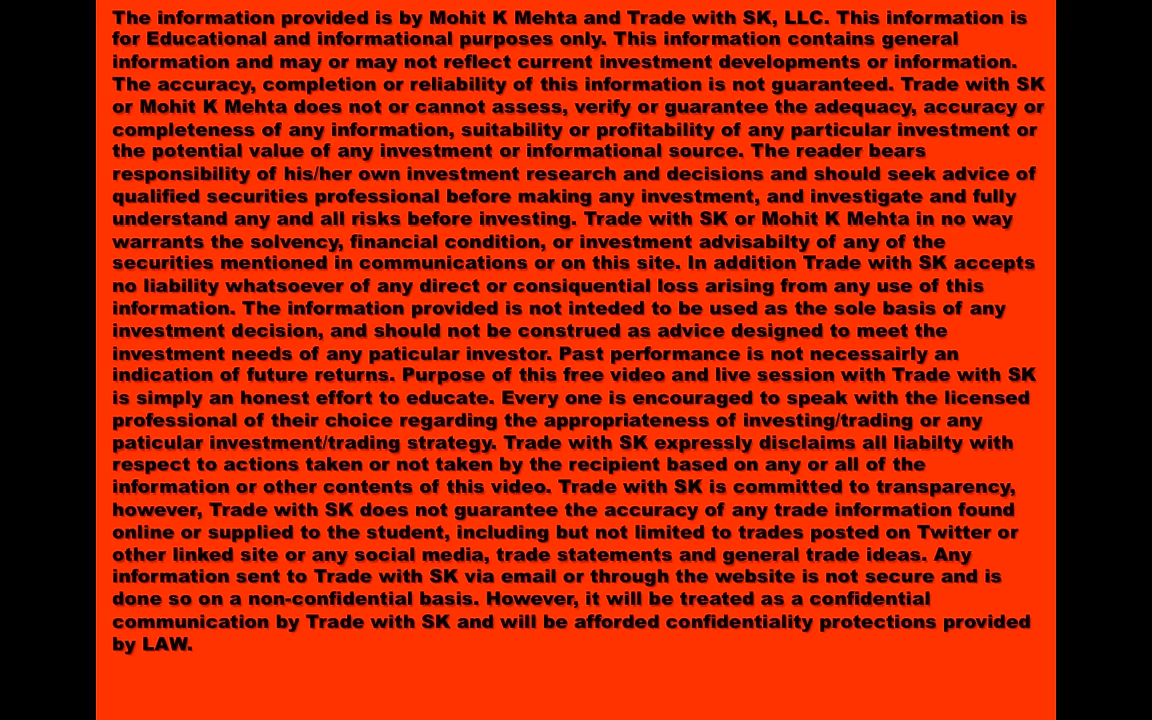 The information provided is by Mohit K Mehta and Trade with SK, LLC. This information is
for Educational and informational purposes only. This information contains general
information and may or may not reflect current investment developments or information.
The accuracy, completion or reliability of this information is not guaranteed. Trade with SK
or Mohit K Mehta does not or cannot assess, verify or guarantee the adequacy, accuracy or
completeness of any information, suitability or profitability of any particular investment or
the potential value of any investment or informational source. The reader bears
responsibility of his/her own investment research and decisions and should seek advice of
qualified securities professional before making any investment, and investigate and fully
understand any and all risks before investing. Trade with SK or Mohit K Mehta in no way
warrants the solvency, financial condition, or investment advisabilty of any of the
securities mentioned in communications or on this site. In addition Trade with SK accepts
no liability whatsoever of any direct or consiquential loss arising from any use of this
information. The information provided is not inteded to be used as the sole basis of any
investment decision, and should not be construed as advice designed to meet the
investment needs of any paticular investor. Past performance is not necessairly an
indication of future returns. Purpose of this free video and live session with Trade with SK
is simply an honest effort to educate. Every one is encouraged to speak with the licensed
professional of their choice regarding the appropriateness of investing/trading or any
paticular investment/trading strategy. Trade with SK expressly disclaims all liabilty with
respect to actions taken or not taken by the recipient based on any or all of the
information or other contents of this video. Trade with SK is committed to transparency,
however, Trade with SK does not guarantee the accuracy of any trade information found
online or supplied to the student, including but not limited to trades posted on Twitter or
other linked site or any social media, trade statements and general trade ideas. Any
information sent to Trade with SK via email or through the website is not secure and is
done so on a non-confidential basis. However, it will be treated as a confidential
communication by Trade with SK and will be afforded confidentiality protections provided
by LAW.